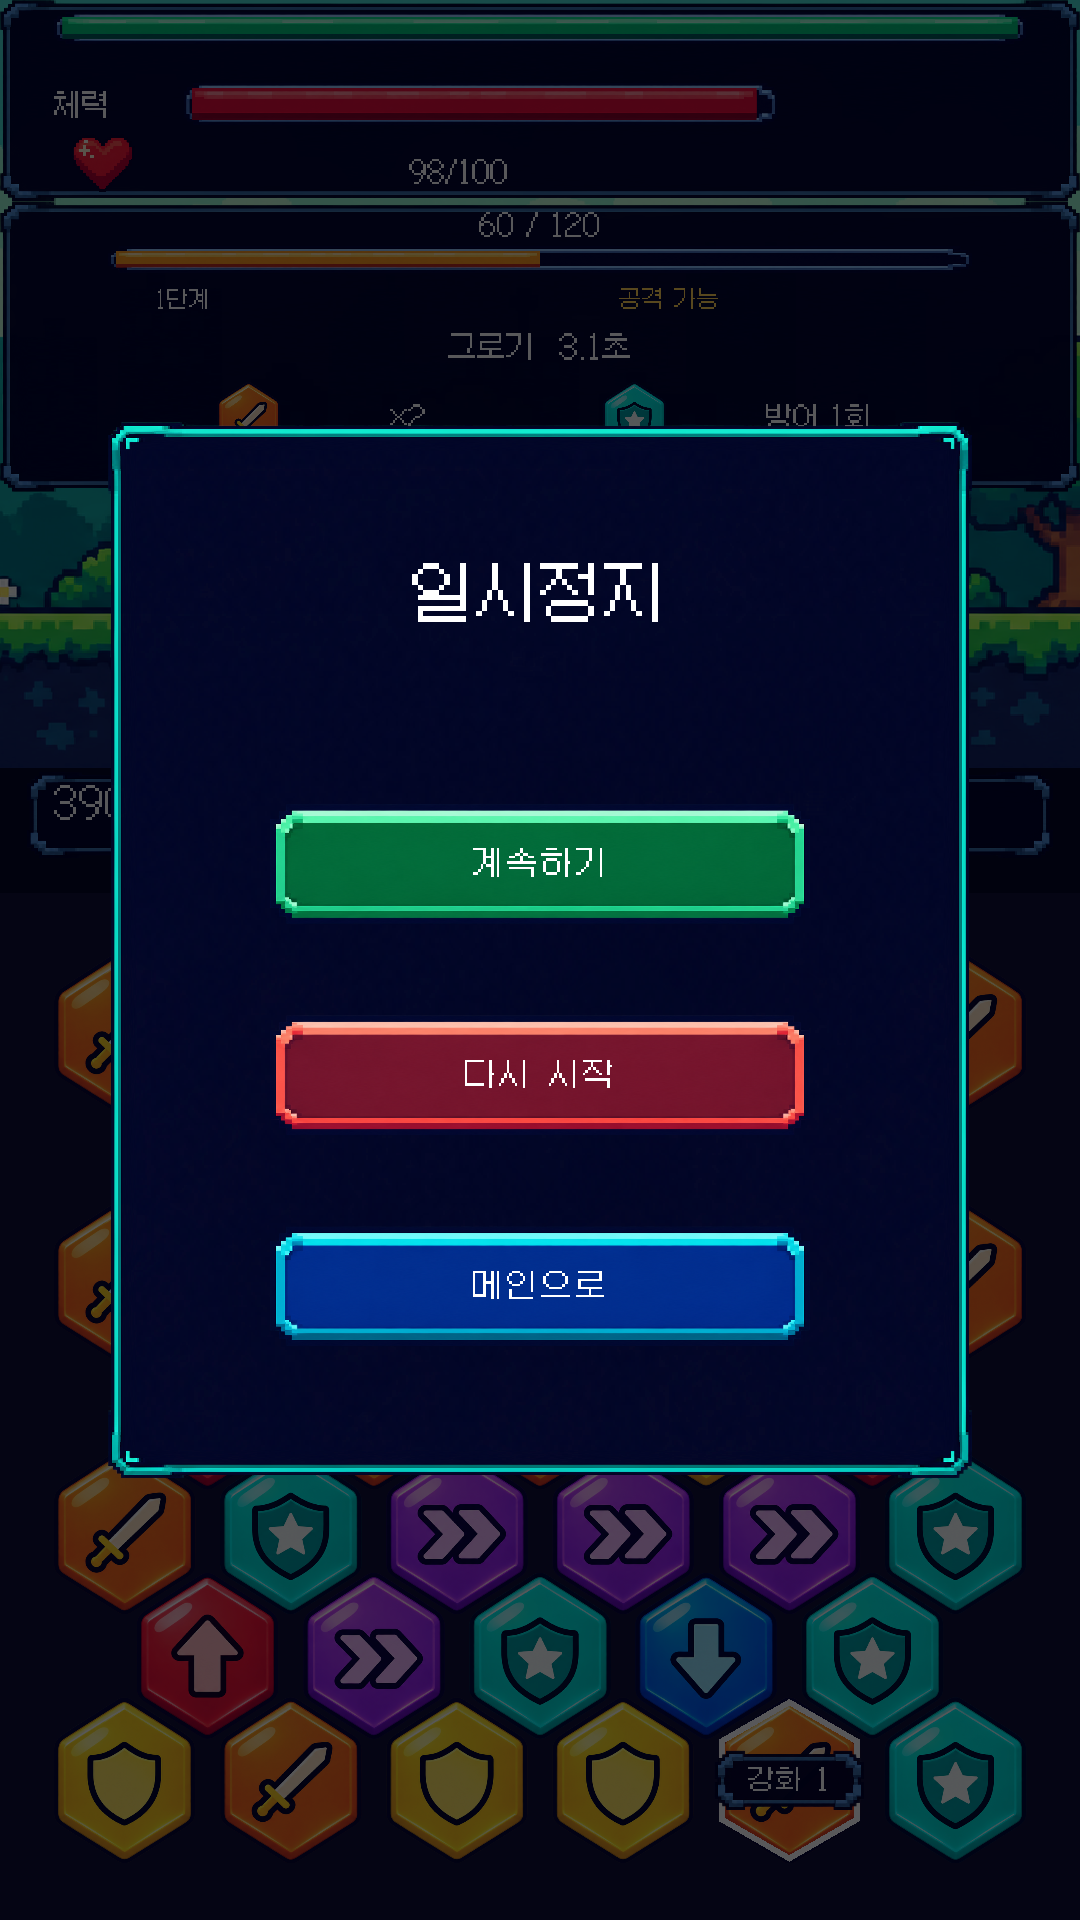 체력
98/100
60 / 120
1단계 공격 가능
그로기 3.1초
x2 방어 1회
일시정지
390
계속하기
다시 시작
메인으로
강화 1